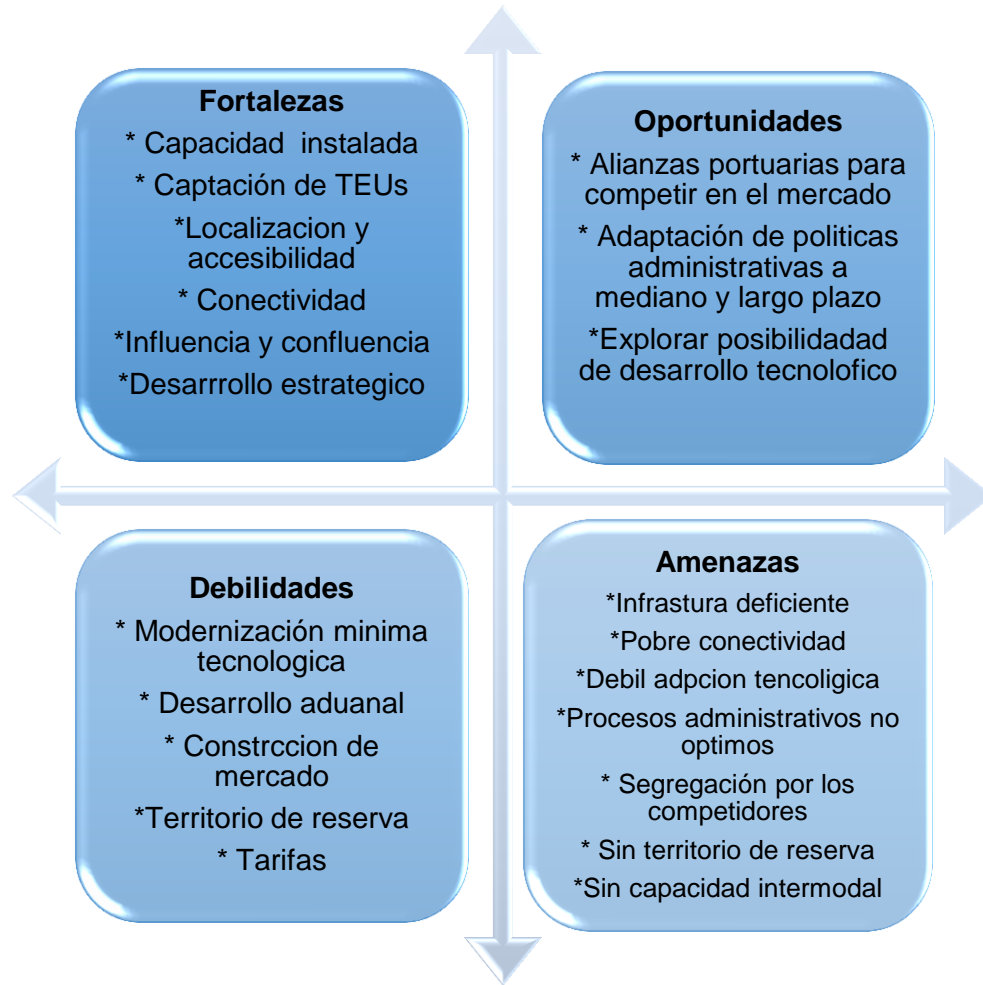 Fortalezas
* Capacidad instalada
* Captación de TEUs
*Localizacion y
accesibilidad
* Conectividad
*Influencia y confluencia
*Desarrrollo estrategico
Oportunidades
* Alianzas portuarias para
competir en el mercado
* Adaptación de politicas
administrativas a
mediano y largo plazo
*Explorar posibilidadad
de desarrollo tecnolofico
Debilidades
* Modernización minima
tecnologica
* Desarrollo aduanal
* Constrccion de
mercado
*Territorio de reserva
* Tarifas
Amenazas
*Infrastura deficiente
*Pobre conectividad
*Debil adpcion tencoligica
*Procesos administrativos no
optimos
* Segregación por los
competidores
* Sin territorio de reserva
*Sin capacidad intermodal